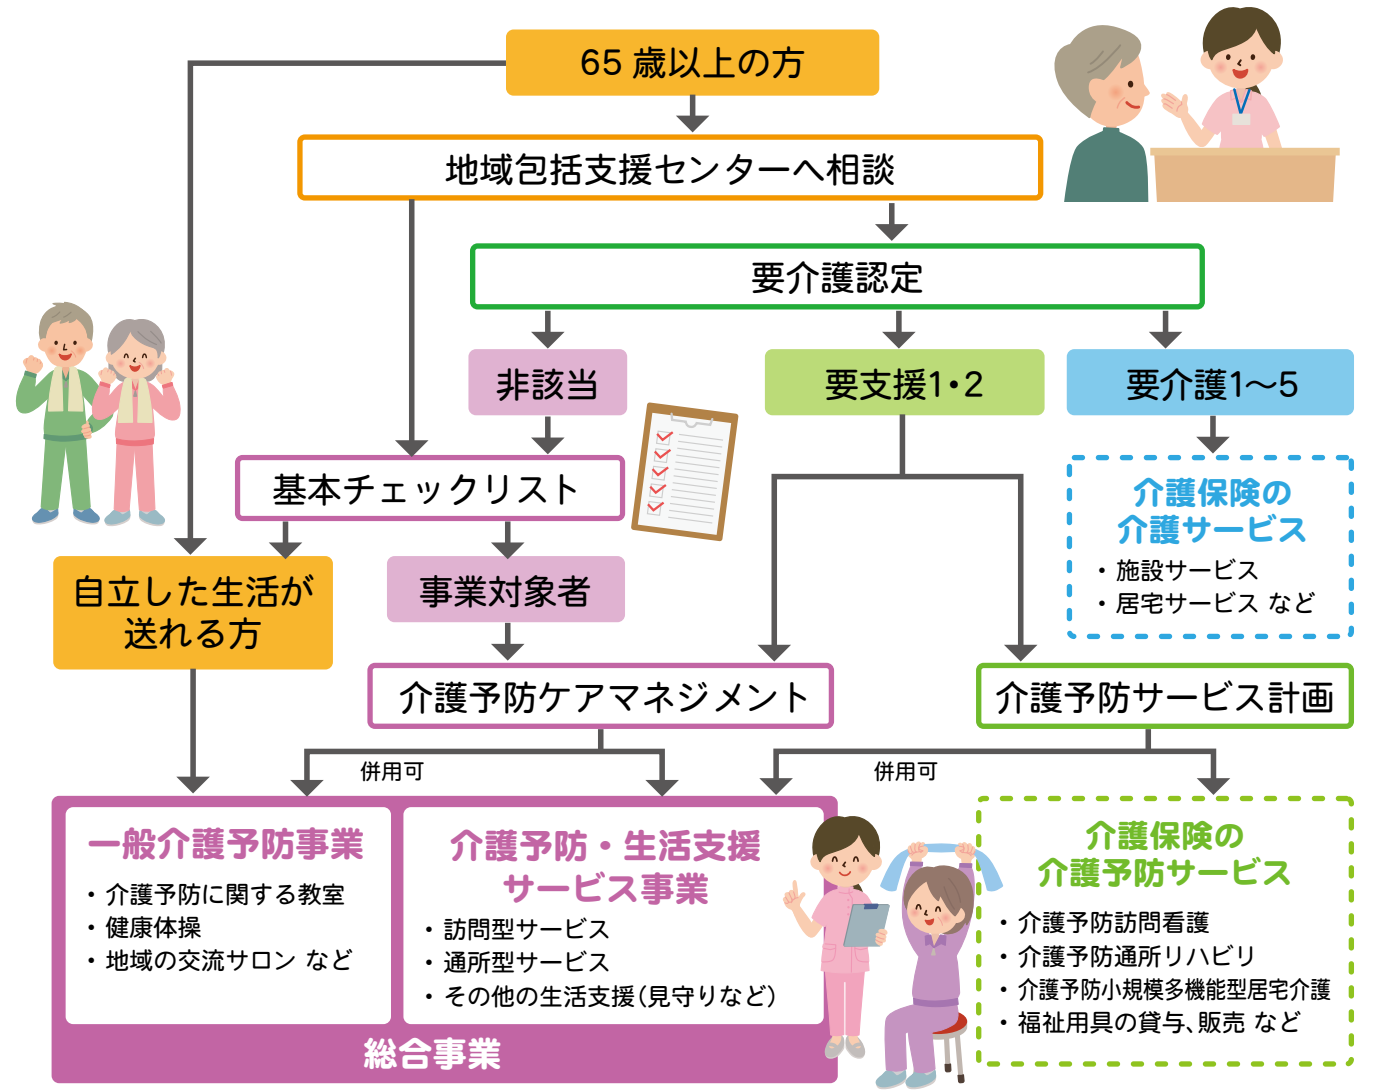 65 歳以上の方
地域包括支援センターへ相談
要介護認定
非該当
要支援1・2
要介護1〜5
基本チェックリスト
介護保険の
介護サービス
・施設サービス
・居宅サービス など
自立した生活が
送れる方
事業対象者
介護予防ケアマネジメント
介護予防サービス計画
併用可
併用可
一般介護予防事業
・介護予防に関する教室
・健康体操
・地域の交流サロン など
介護予防・生活支援
サービス事業
・訪問型サービス
・通所型サービス
・その他の生活支援(見守りなど)
総合事業
介護保険の
介護予防サービス
・介護予防訪問看護
・介護予防通所リハビリ
・介護予防小規模多機能型居宅介護
・福祉用具の貸与、販売 など